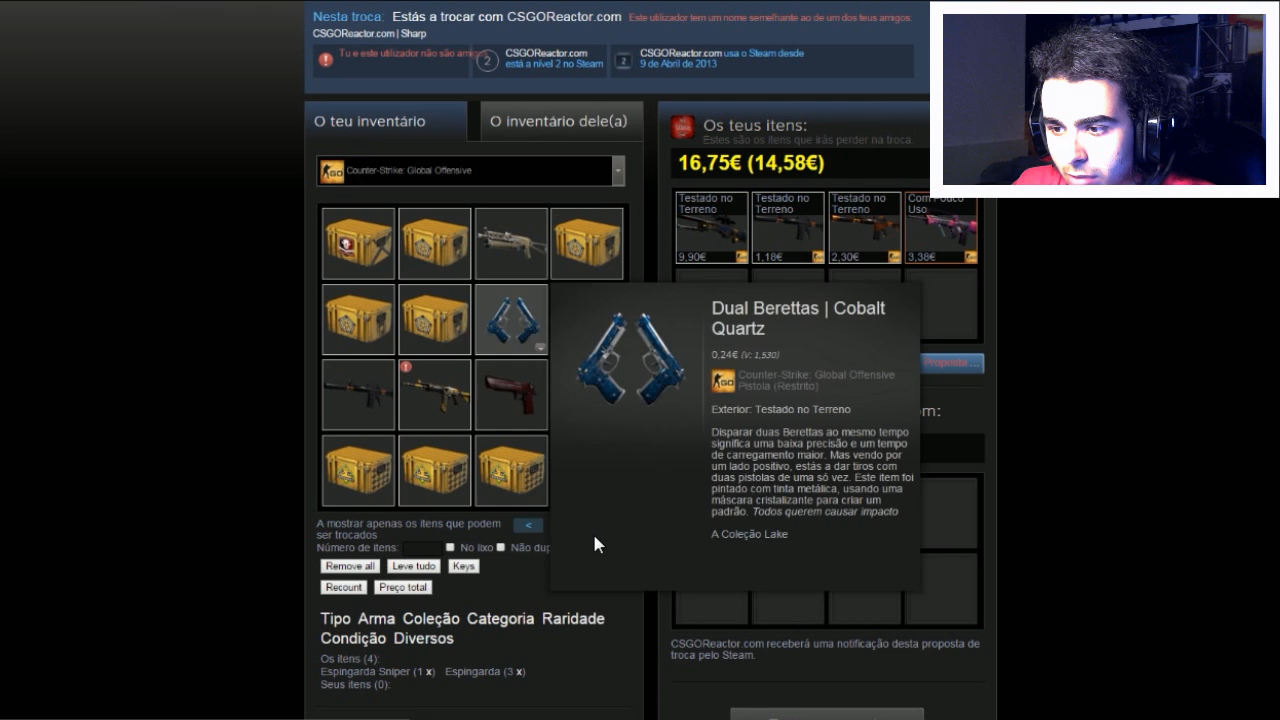 Nesta troca: Estás a trocar com CSGOReactor.com Este utilizador tem um nome semelhante ao de um dos teus amigos.
CSGOReactor.com | Sharp
Tu e este utilizador não são
2 CSGOReactor.com
está a nível 2 no Steam
2 CSGOReactor.com usa o Steam desde
9 de Abril de 2013
O teu inventário
O inventário dele(a)
Counter-Strike: Global Offensive
Os teus itens:
Estes são os itens que irás perder na troca.
16,75€ (14,58€)
Testado no
Terreno
9,90€
Testado no
Terreno
1,18€
Testado no
Terreno
2,30€
Com Pouco
Uso
3,38€
Dual Berettas | Cobalt
Quartz
0,24€ (V: 1,530)
Counter-Strike: Global Offensive
Pistola (Restrito)
Exterior: Testado no Terreno
Disparar duas Berettas ao mesmo tempo
significa uma baixa precisão e um tempo
de carregamento maior. Mas vendo por
um lado positivo, estás a dar tiros com
duas pistolas de uma só vez. Este item foi
pintado com tinta metálica, usando uma
máscara cristalizante para criar um
padrão. Todos querem causar impacto
A Coleção Lake
Proposta ...
om:
A mostrar apenas os itens que podem
ser trocados
<
Número de itens: No lixo Não dup
Remove all Leve tudo Keys
Recount Preço total
Tipo Arma Coleção Categoria Raridade
Condição Diversos
Os itens (4):
Espingarda Sniper (1 x) Espingarda (3 x)
Seus itens (0):
CSGOReactor.com receberá uma notificação desta proposta de
troca pelo Steam.